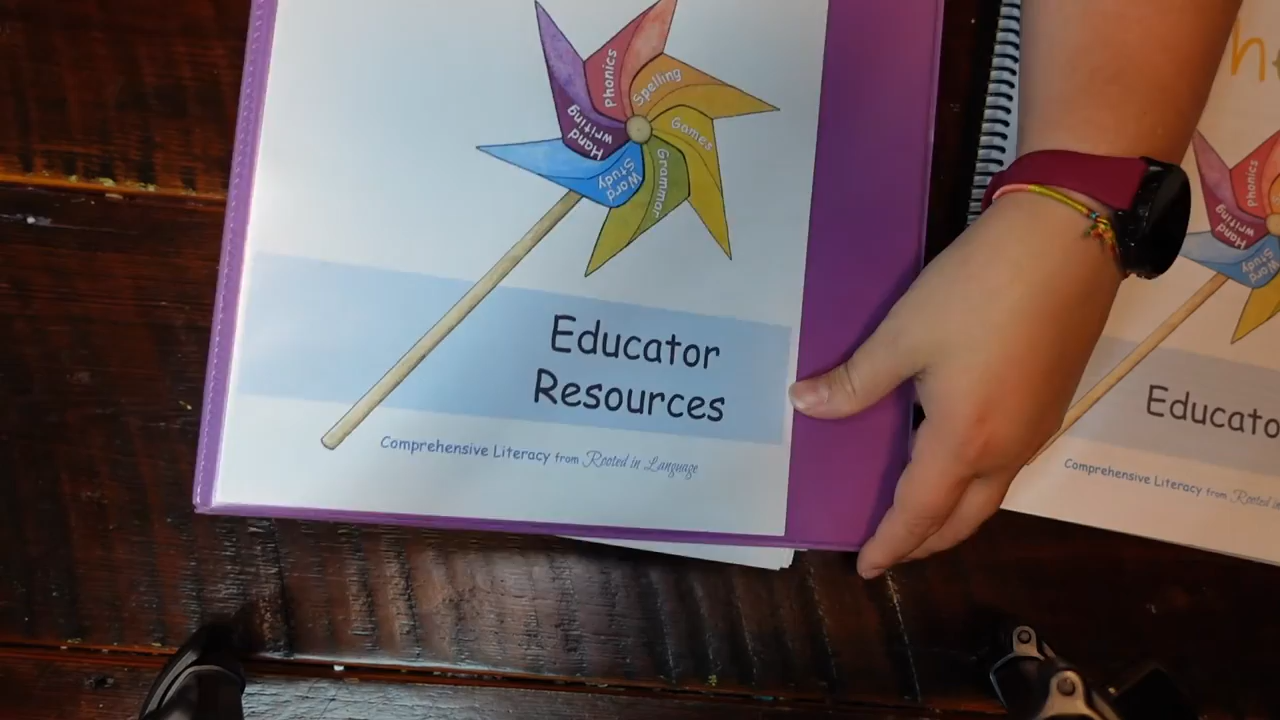 Phonics
Spelling
Games
Grammar
Word
Study
Hand
writing
Educator
Resources
Comprehensive Literacy from Rooted in Language
Phonics
Hand
writing
Word
Study
Comprehensive Literacy from Rooted